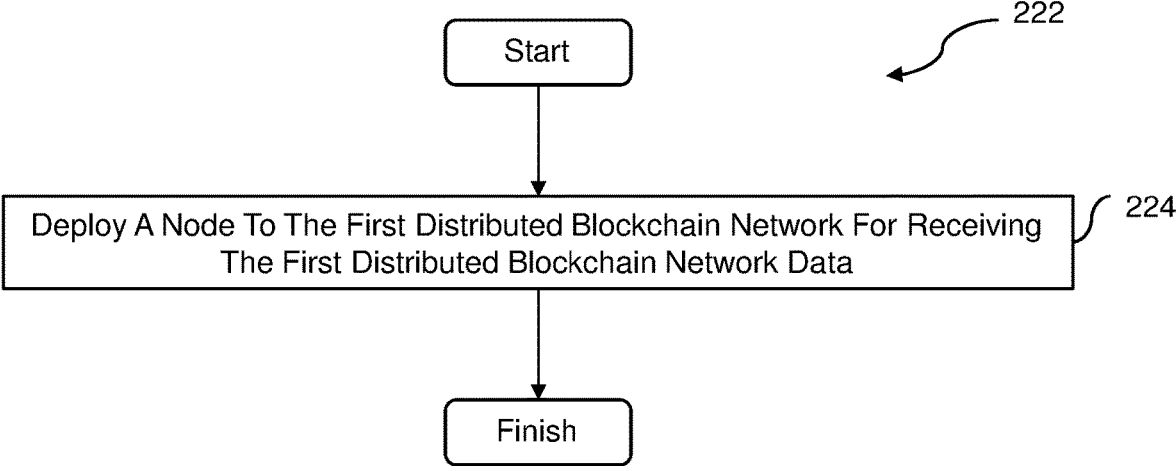 222
Start
Deploy A Node To The First Distributed Blockchain Network For Receiving
The First Distributed Blockchain Network Data
224
Finish